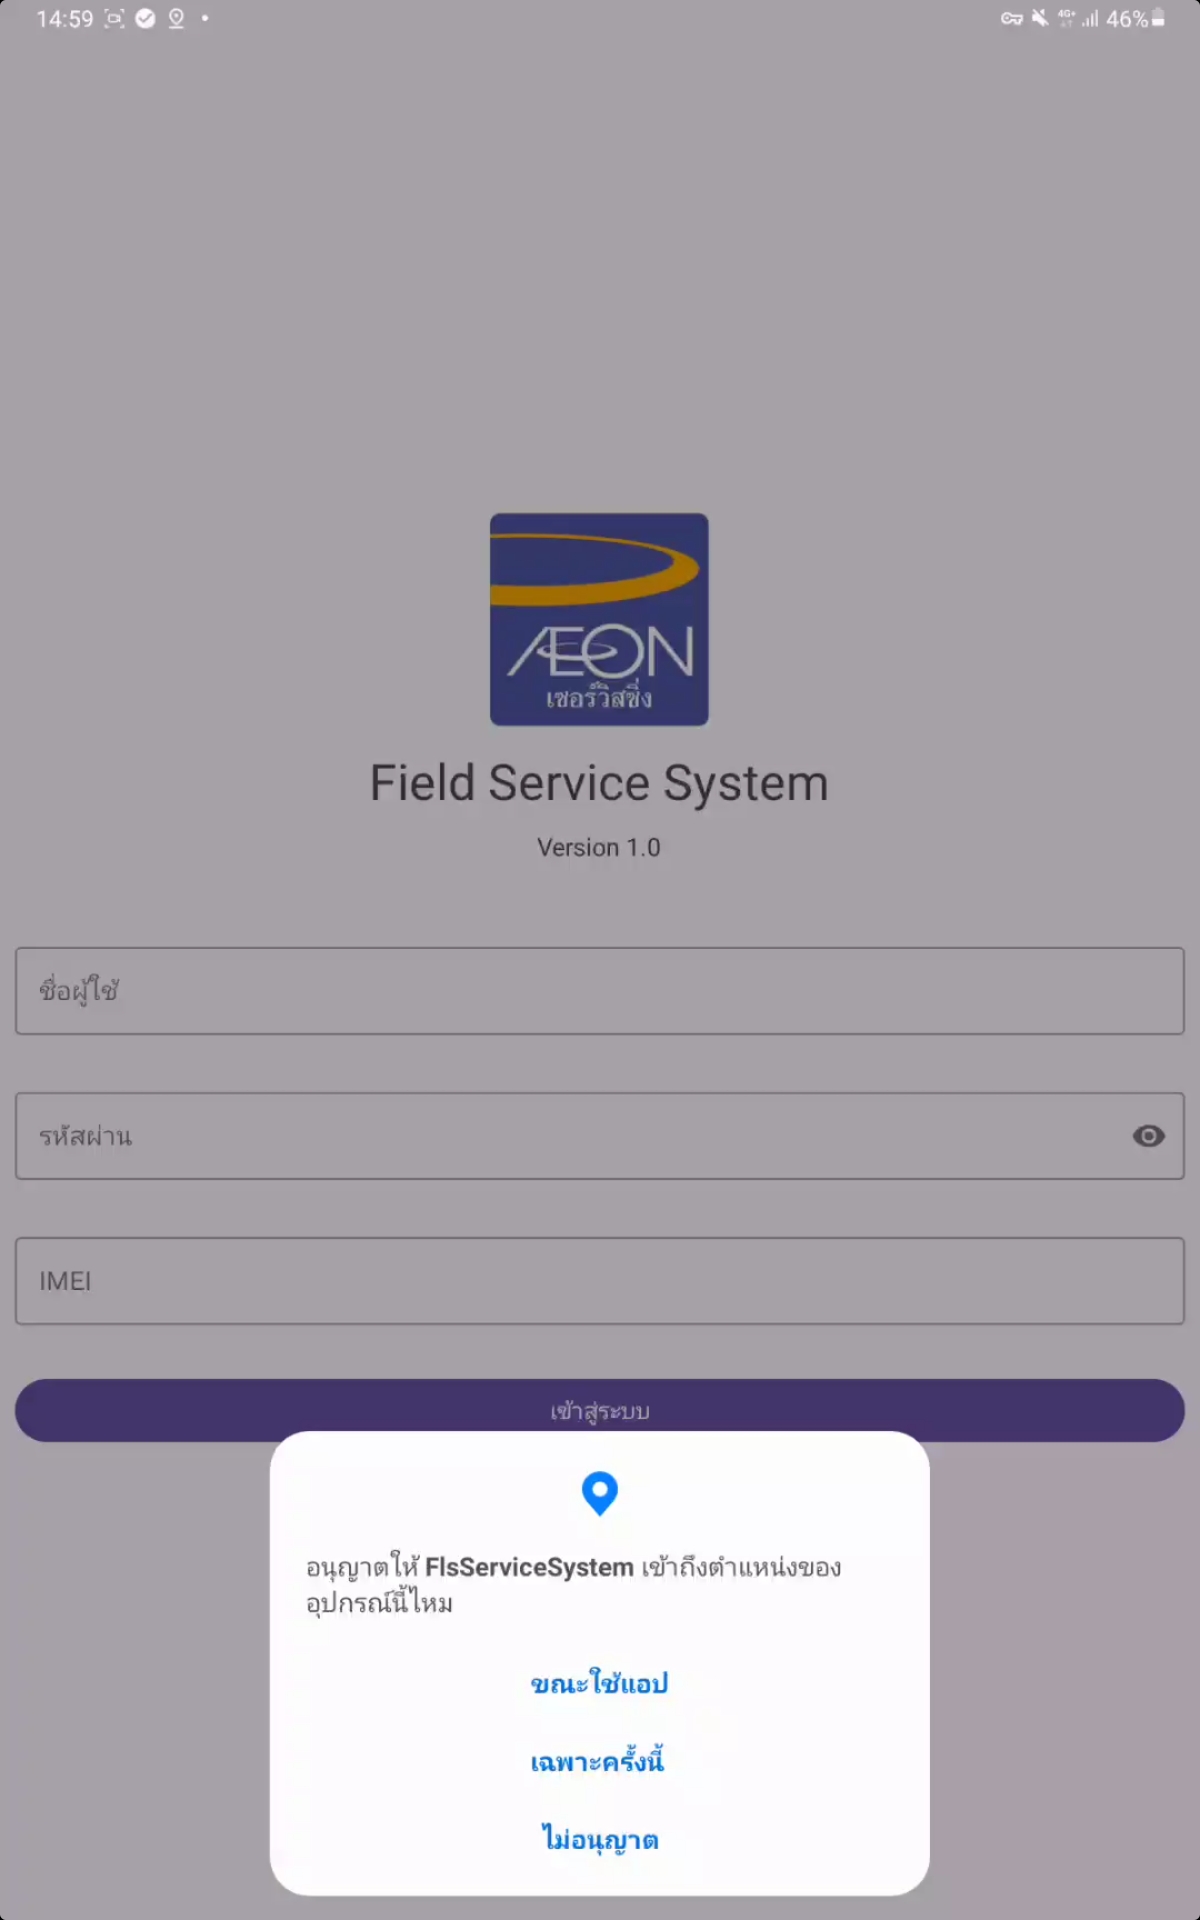 14:59
4G+
46%
ÆON
เซอร์วิสซิ่ง
Field Service System
Version 1.0
ชื่อผู้ใช้
รหัสผ่าน
IMEI
เข้าสู่ระบบ
อนุญาตให้ FlsServiceSystem เข้าถึงตำแหน่งของ
อุปกรณ์นี้ไหม
ขณะใช้แอป
เฉพาะครั้งนี้
ไม่อนุญาต